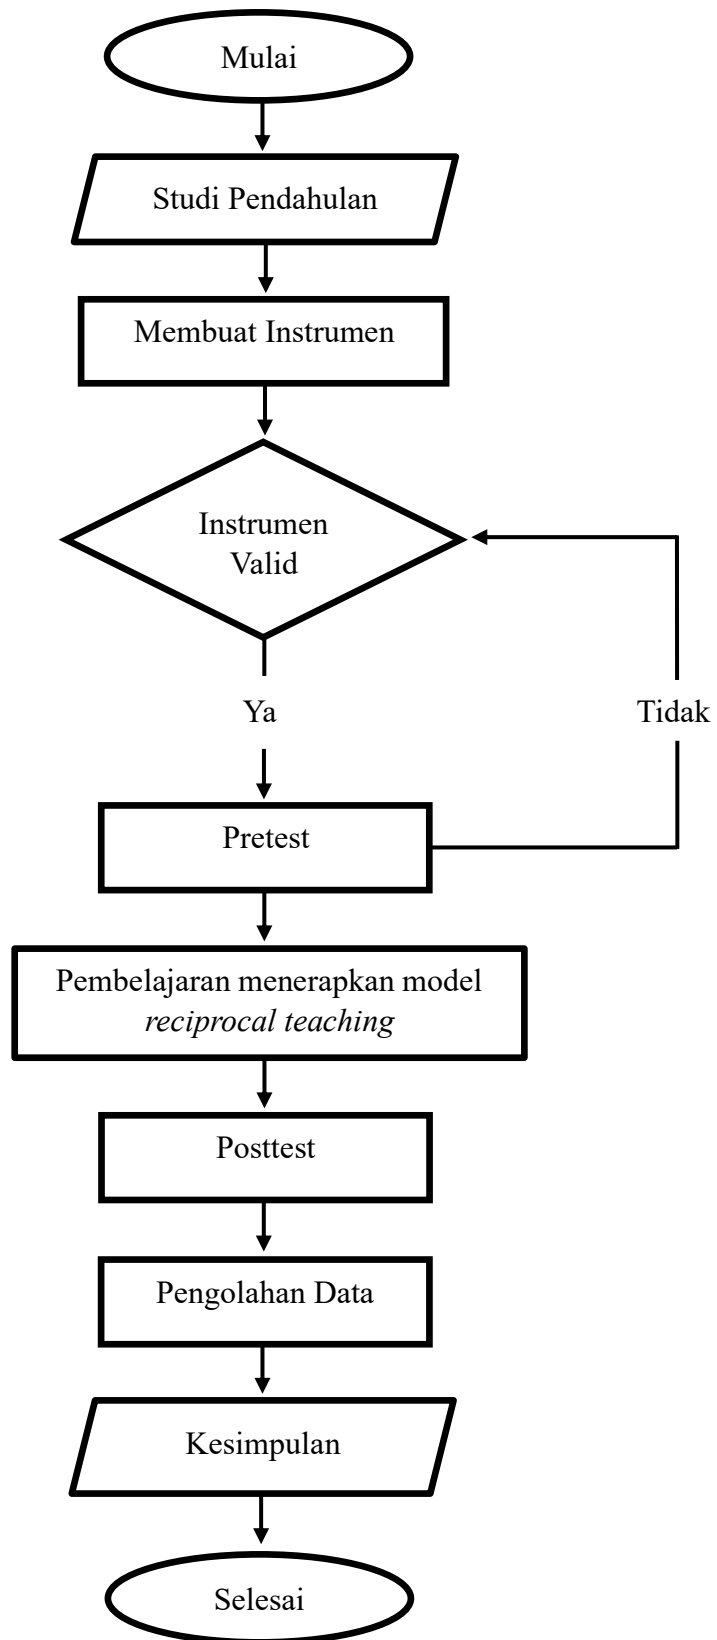 Mulai
Studi Pendahulan
Membuat Instrumen
Instrumen
Valid
Ya
Tidak
Pretest
Pembelajaran menerapkan model
reciprocal teaching
Posttest
Pengolahan Data
Kesimpulan
Selesai